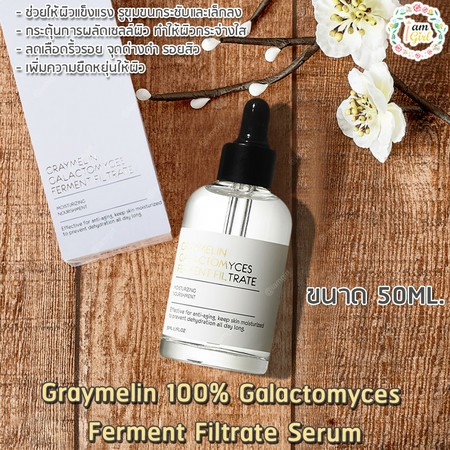 - ช่วยให้ผิวแข็งแรง รูขุมขนกระชับและเล็กลง
- กระตุ้นการผลัดเซลล์ผิว ทำให้ผิวกระจ่างใส
- ลดเลือนริ้วรอย จุดด่างดำ รอยสิว
- เพิ่มความยืดหยุ่นให้ผิว
I am Girl
GRAYMELIN
GALACTOMYCES
FERMENT FILTRATE
MOISTURIZING
NOURISHMENT
Effective for anti-aging, keep skin moisturized
to prevent dehydration all day long.
GRAYMELIN
GALACTOMYCES
FERMENT FILTRATE
MOISTURIZING
NOURISHMENT
Effective for anti-aging, keep skin moisturized
to prevent dehydration all day long.
ขนาด 50ML.
Graymelin 100% Galactomyces
Ferment Filtrate Serum